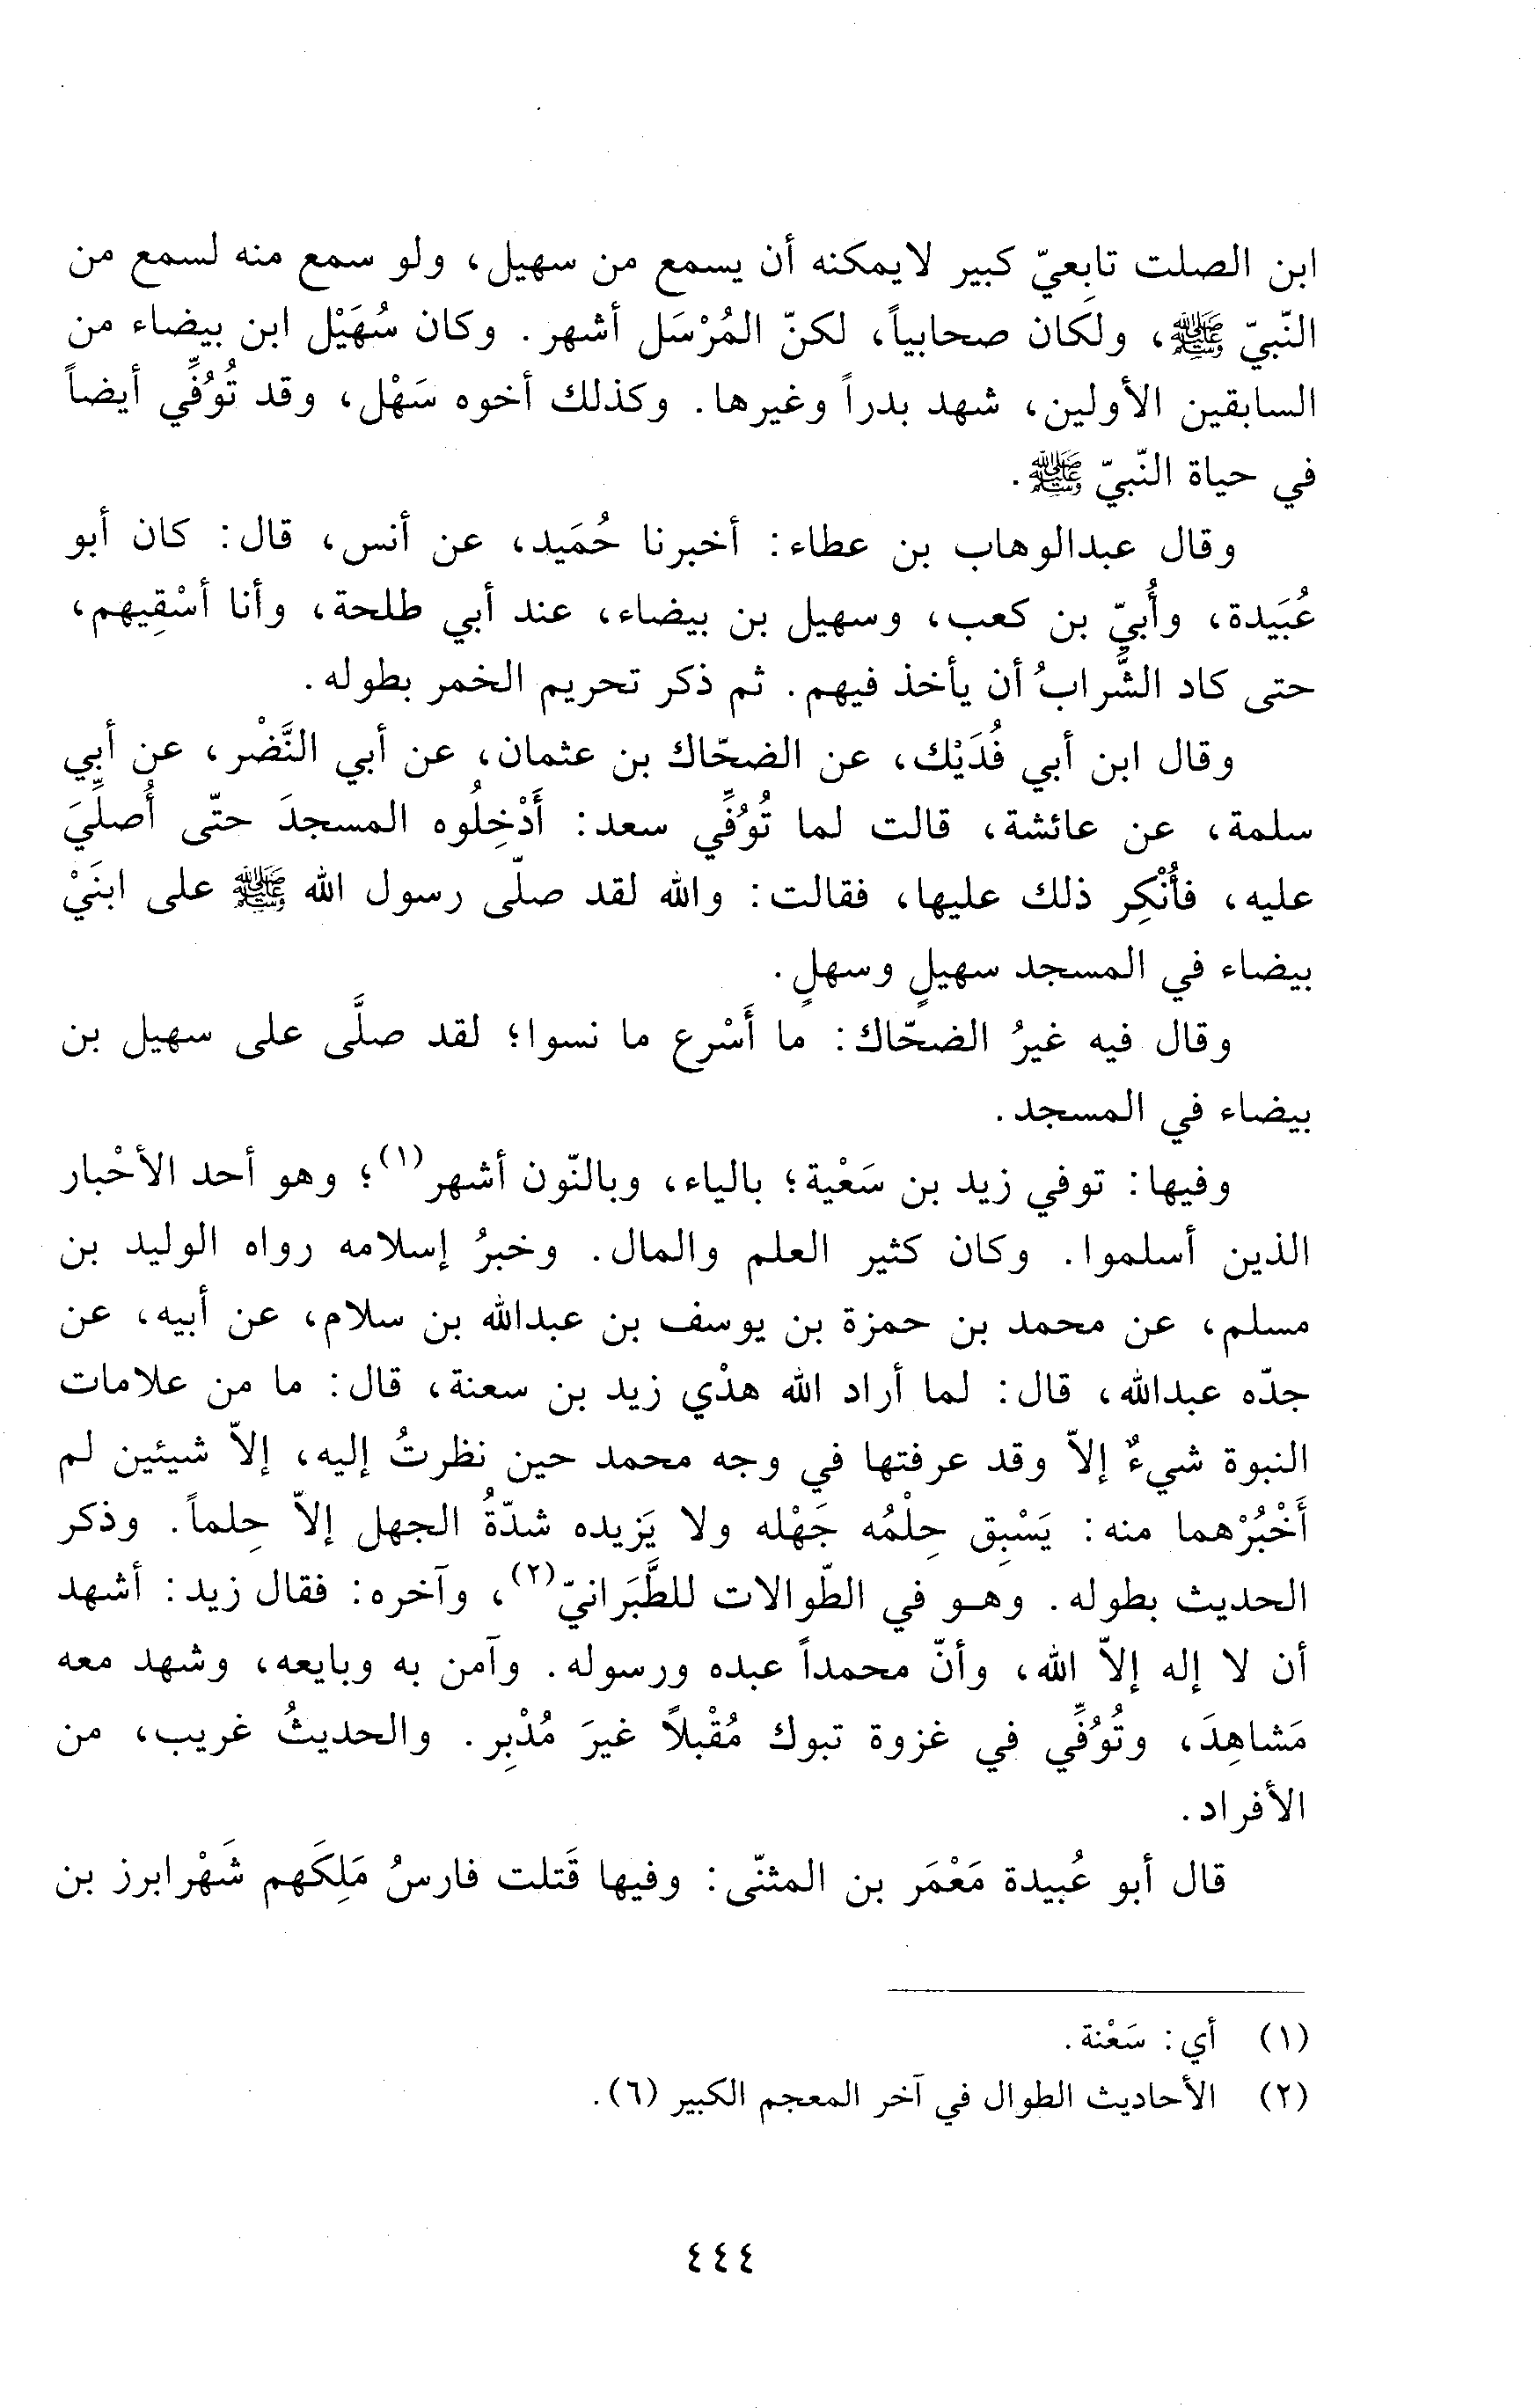 ابن الصلت تابِعيّ كبير لايمكنه أن يسمع من سهيل، ولو سمع منه لسمع من
النّبيّ ﷺ، ولكان صحابياً، لكنّ المُرْسَل أشهر. وكان سُهَيْل ابن بيضاء من
السابقين الأولين، شهد بدراً وغيرها. وكذلك أخوه سَهْل، وقد تُوُفِّي أيضاً
في حياة النّبيّ ﷺ.
وقال عبدالوهاب بن عطاء: أخبرنا حُمَيد، عن أنس، قال: كان أبو
عُبَيدة، وأُبيّ بن كعب، وسهيل بن بيضاء، عند أبي طلحة، وأنا أسْقِيهم،
حتى كاد الشَّرابُ أن يأخذ فيهم. ثم ذكر تحريم الخمر بطوله.
وقال ابن أبي فُدَيْك، عن الضحّاك بن عثمان، عن أبي النَّضْر، عن أبي
سلمة، عن عائشة، قالت لما تُوُفِّي سعد: أَدْخِلُوه المسجدَ حتّى أُصلِّيَ
عليه، فأُنْكِر ذلك عليها، فقالت: والله لقد صلّى رسول الله ﷺ على ابنَيْ
بيضاء في المسجد سهيلٍ وسهلٍ.
وقال فيه غيرُ الضحّاك: ما أَسْرع ما نسوا؛ لقد صلَّى على سهيل بن
بيضاء في المسجد.
وفيها: توفي زيد بن سَعْية؛ بالياء، وبالنّون أشهر(١)؛ وهو أحد الأحْبار
الذين أسلموا. وكان كثير العلم والمال. وخبرُ إسلامه رواه الوليد بن
مسلم، عن محمد بن حمزة بن يوسف بن عبدالله بن سلام، عن أبيه، عن
جدّه عبدالله، قال: لما أراد الله هدْي زيد بن سعنة، قال: ما من علامات
النبوة شيءٌ إلاّ وقد عرفتها في وجه محمد حين نظرتُ إليه، إلاّ شيئين لم
أَخْبُرْهما منه: يَسْبِق حِلْمُه جَهْله ولا يَزيده شدّةُ الجهل إلاّ حِلماً. وذكر
الحديث بطوله. وهـو في الطّوالات للطَّبَرانيّ(٢)، وآخره: فقال زيد: أشهد
أن لا إله إلاّ الله، وأنّ محمداً عبده ورسوله. وآمن به وبايعه، وشهد معه
مَشاهِدَ، وتُوُفِّي في غزوة تبوك مُقْبلاً غيرَ مُدْبِر. والحديثُ غريب، من
الأفراد.
قال أبو عُبيدة مَعْمَر بن المثنّى: وفيها قَتلت فارسُ مَلِكَهم شَهْرابرز بن
(١) أي: سَعْنة.
(٢) الأحاديث الطوال في آخر المعجم الكبير (٦).
٤٤٤